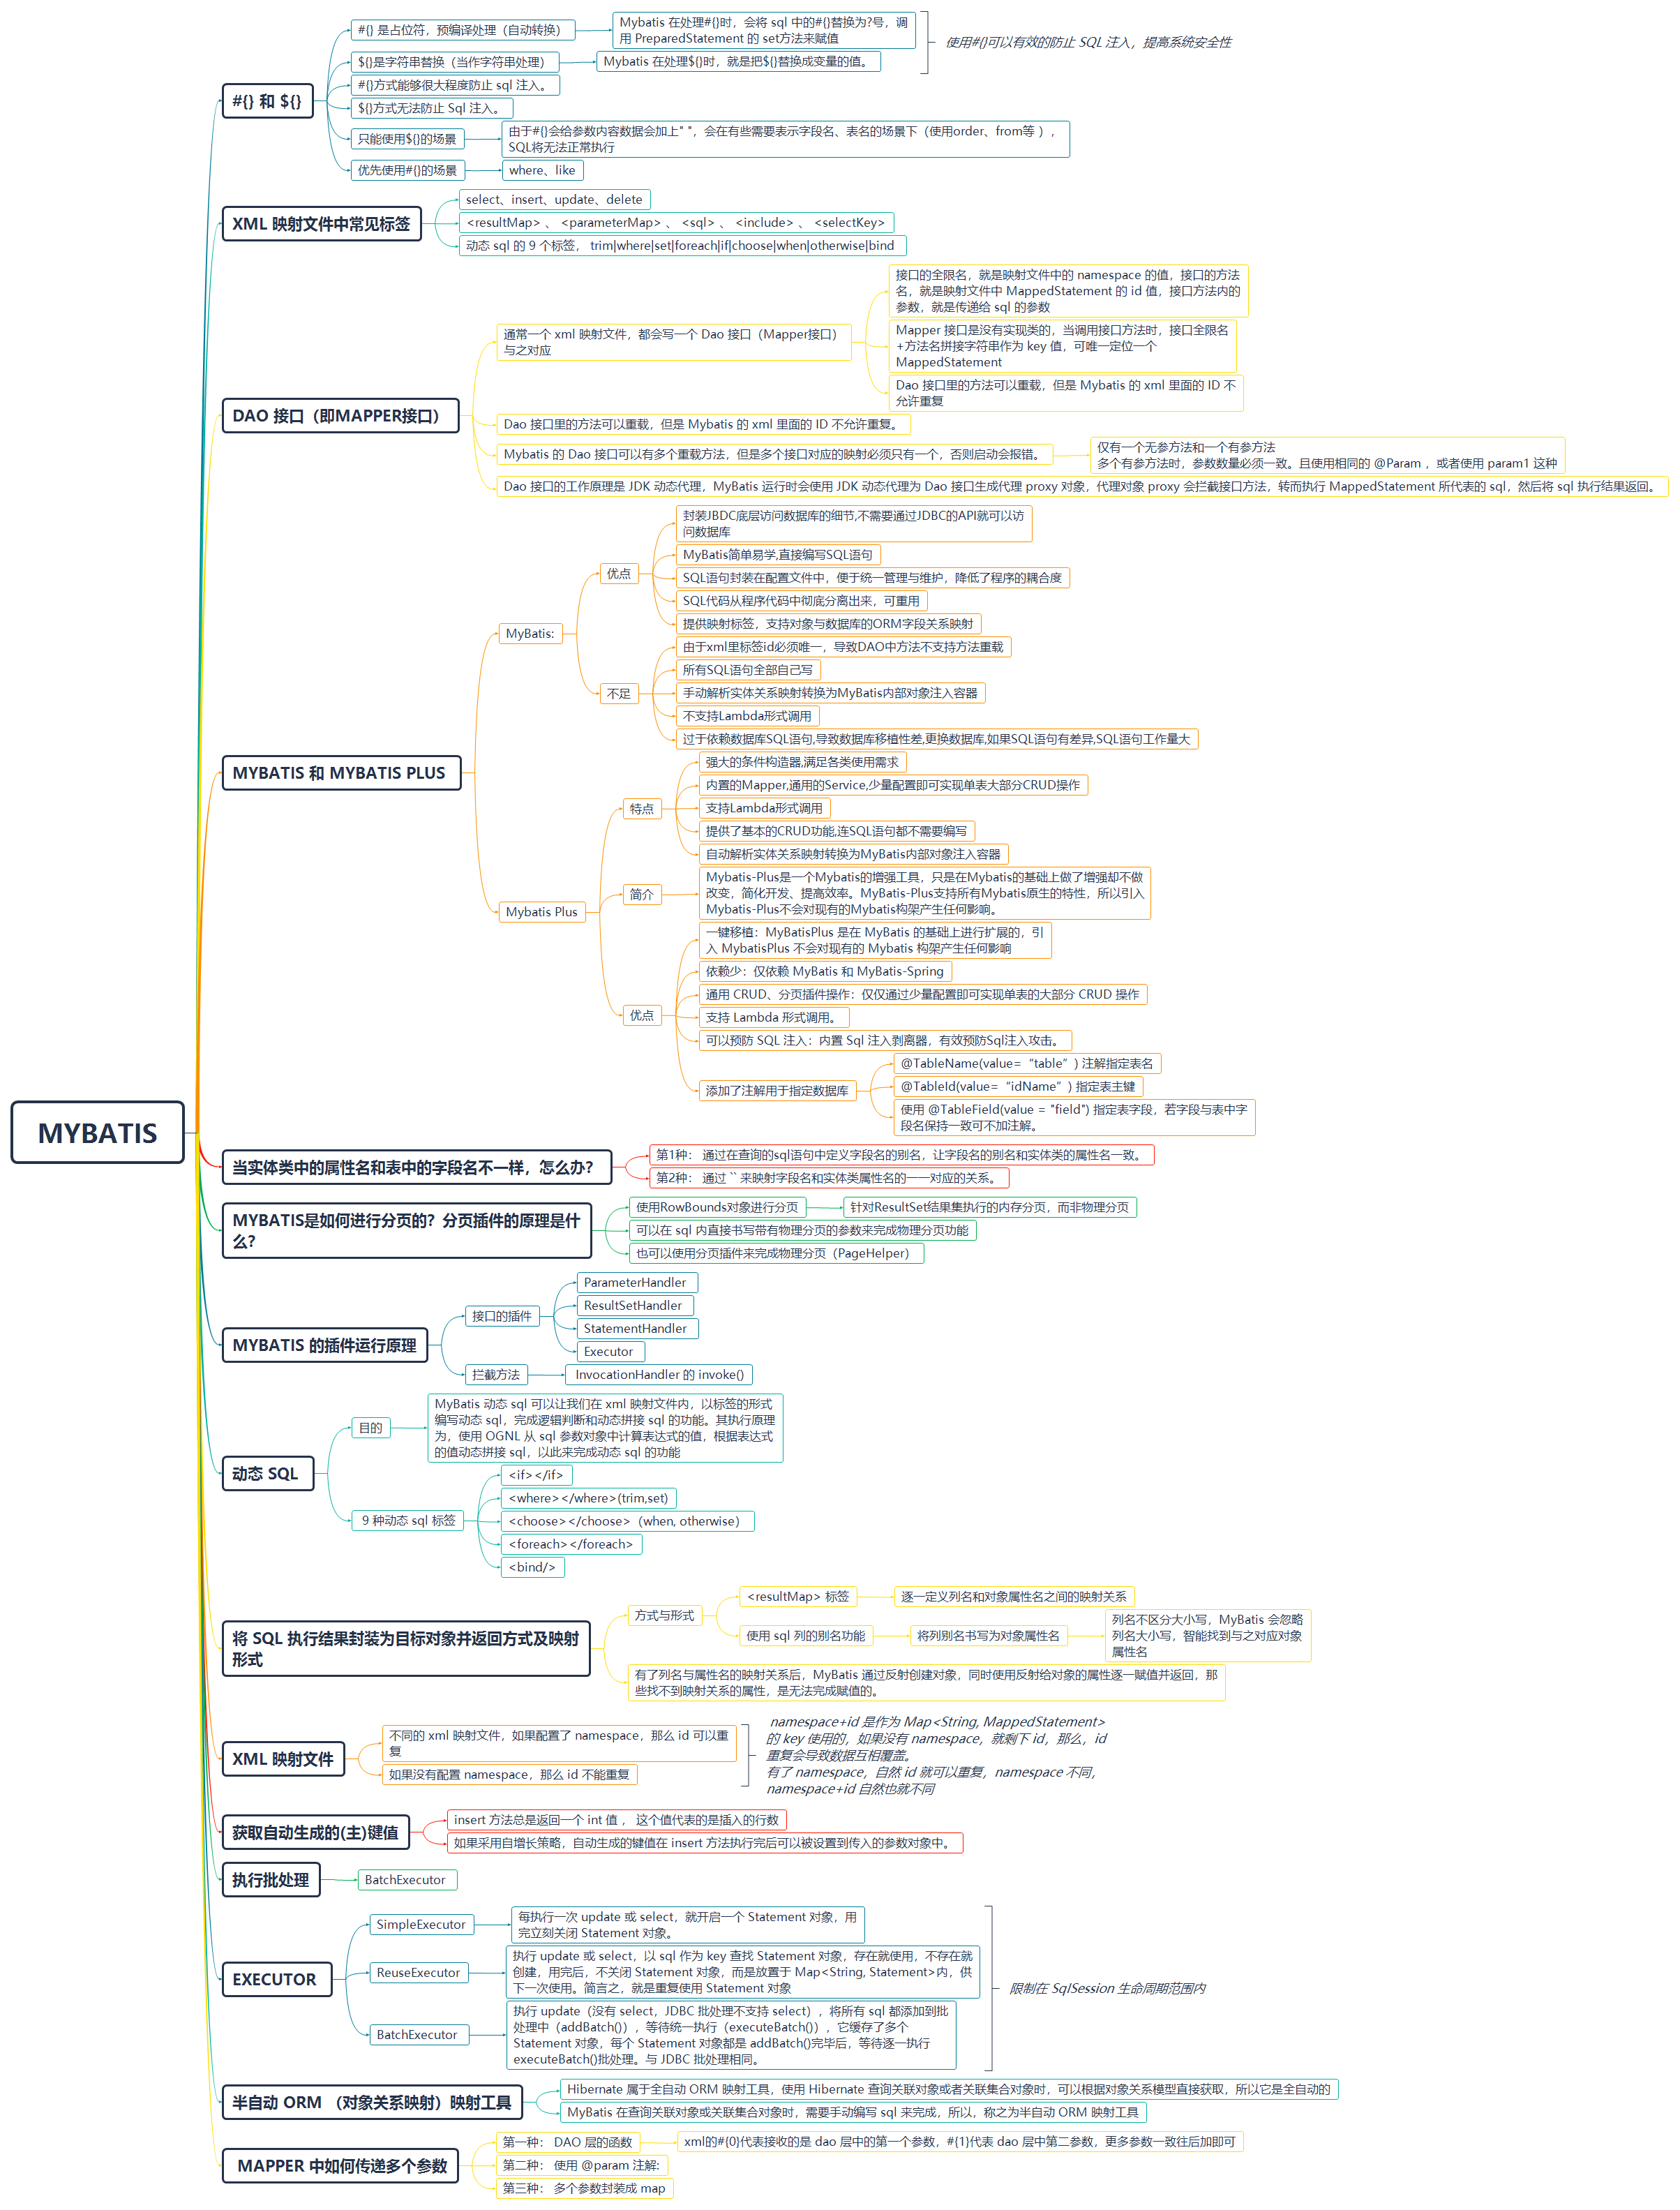 MYBATIS
#{} 和 ${}
#{} 是占位符，预编译处理（自动转换）
Mybatis 在处理#{}时，会将 sql 中的#{}替换为?号，调
用 PreparedStatement 的 set方法来赋值
使用#{}可以有效的防止 SQL 注入，提高系统安全性
${}是字符串替换（当作字符串处理）
Mybatis 在处理${}时，就是把${}替换成变量的值。
#{}方式能够很大程度防止 sql 注入。
${}方式无法防止 Sql 注入。
只能使用${}的场景
由于#{}会给参数内容数据会加上" "，会在有些需要表示字段名、表名的场景下（使用order、from等 ），
SQL将无法正常执行
优先使用#{}的场景
where、like
XML 映射文件中常见标签
select、insert、update、delete
<resultMap> 、 <parameterMap> 、 <sql> 、 <include> 、 <selectKey>
动态 sql 的 9 个标签， trim|where|set|foreach|if|choose|when|otherwise|bind
DAO 接口（即MAPPER接口）
通常一个 xml 映射文件，都会写一个 Dao 接口（Mapper接口）
与之对应
接口的全限名，就是映射文件中的 namespace 的值，接口的方法
名，就是映射文件中 MappedStatement 的 id 值，接口方法内的
参数，就是传递给 sql 的参数
Mapper 接口是没有实现类的，当调用接口方法时，接口全限名
+方法名拼接字符串作为 key 值，可唯一定位一个
MappedStatement
Dao 接口里的方法可以重载，但是 Mybatis 的 xml 里面的 ID 不
允许重复
Dao 接口里的方法可以重载，但是 Mybatis 的 xml 里面的 ID 不允许重复。
Mybatis 的 Dao 接口可以有多个重载方法，但是多个接口对应的映射必须只有一个，否则启动会报错。
仅有一个无参方法和一个有参方法
多个有参方法时，参数数量必须一致。且使用相同的 @Param ，或者使用 param1 这种
Dao 接口的工作原理是 JDK 动态代理，MyBatis 运行时会使用 JDK 动态代理为 Dao 接口生成代理 proxy 对象，代理对象 proxy 会拦截接口方法，转而执行 MappedStatement 所代表的 sql，然后将 sql 执行结果返回。
MYBATIS 和 MYBATIS PLUS
MyBatis:
优点
封装JBDC底层访问数据库的细节,不需要通过JDBC的API就可以访
问数据库
MyBatis简单易学,直接编写SQL语句
SQL语句封装在配置文件中，便于统一管理与维护，降低了程序的耦合度
SQL代码从程序代码中彻底分离出来，可重用
提供映射标签，支持对象与数据库的ORM字段关系映射
不足
由于xml里标签id必须唯一，导致DAO中方法不支持方法重载
所有SQL语句全部自己写
手动解析实体关系映射转换为MyBatis内部对象注入容器
不支持Lambda形式调用
过于依赖数据库SQL语句,导致数据库移植性差,更换数据库,如果SQL语句有差异,SQL语句工作量大
Mybatis Plus
特点
强大的条件构造器,满足各类使用需求
内置的Mapper,通用的Service,少量配置即可实现单表大部分CRUD操作
支持Lambda形式调用
提供了基本的CRUD功能,连SQL语句都不需要编写
自动解析实体关系映射转换为MyBatis内部对象注入容器
简介
Mybatis-Plus是一个Mybatis的增强工具，只是在Mybatis的基础上做了增强却不做
改变，简化开发、提高效率。MyBatis-Plus支持所有Mybatis原生的特性，所以引入
Mybatis-Plus不会对现有的Mybatis构架产生任何影响。
优点
一键移植：MyBatisPlus 是在 MyBatis 的基础上进行扩展的，引
入 MybatisPlus 不会对现有的 Mybatis 构架产生任何影响
依赖少：仅依赖 MyBatis 和 MyBatis-Spring
通用 CRUD、分页插件操作：仅仅通过少量配置即可实现单表的大部分 CRUD 操作
支持 Lambda 形式调用。
可以预防 SQL 注入：内置 Sql 注入剥离器，有效预防Sql注入攻击。
添加了注解用于指定数据库
@TableName(value=“table”) 注解指定表名
@TableId(value=“idName”) 指定表主键
使用 @TableField(value = "field") 指定表字段，若字段与表中字
段名保持一致可不加注解。
当实体类中的属性名和表中的字段名不一样，怎么办？
第1种： 通过在查询的sql语句中定义字段名的别名，让字段名的别名和实体类的属性名一致。
第2种： 通过 `` 来映射字段名和实体类属性名的一一对应的关系。
MYBATIS是如何进行分页的？分页插件的原理是什
么？
使用RowBounds对象进行分页
针对ResultSet结果集执行的内存分页，而非物理分页
可以在 sql 内直接书写带有物理分页的参数来完成物理分页功能
也可以使用分页插件来完成物理分页（PageHelper）
MYBATIS 的插件运行原理
接口的插件
ParameterHandler
ResultSetHandler
StatementHandler
Executor
拦截方法
InvocationHandler 的 invoke()
动态 SQL
目的
MyBatis 动态 sql 可以让我们在 xml 映射文件内，以标签的形式
编写动态 sql，完成逻辑判断和动态拼接 sql 的功能。其执行原理
为，使用 OGNL 从 sql 参数对象中计算表达式的值，根据表达式
的值动态拼接 sql，以此来完成动态 sql 的功能
9 种动态 sql 标签
<if></if>
<where></where>(trim,set)
<choose></choose>（when, otherwise）
<foreach></foreach>
<bind/>
将 SQL 执行结果封装为目标对象并返回方式及映射
形式
方式与形式
<resultMap> 标签
逐一定义列名和对象属性名之间的映射关系
使用 sql 列的别名功能
将列别名书写为对象属性名
列名不区分大小写，MyBatis 会忽略
列名大小写，智能找到与之对应对象
属性名
有了列名与属性名的映射关系后，MyBatis 通过反射创建对象，同时使用反射给对象的属性逐一赋值并返回，那
些找不到映射关系的属性，是无法完成赋值的。
XML 映射文件
不同的 xml 映射文件，如果配置了 namespace，那么 id 可以重
复
如果没有配置 namespace，那么 id 不能重复
namespace+id 是作为 Map<String, MappedStatement>
的 key 使用的，如果没有 namespace，就剩下 id，那么，id
重复会导致数据互相覆盖。
有了 namespace，自然 id 就可以重复，namespace 不同，
namespace+id 自然也就不同
获取自动生成的(主)键值
insert 方法总是返回一个 int 值 ， 这个值代表的是插入的行数
如果采用自增长策略，自动生成的键值在 insert 方法执行完后可以被设置到传入的参数对象中。
执行批处理
BatchExecutor
EXECUTOR
SimpleExecutor
每执行一次 update 或 select，就开启一个 Statement 对象，用
完立刻关闭 Statement 对象。
ReuseExecutor
执行 update 或 select，以 sql 作为 key 查找 Statement 对象，存在就使用，不存在就
创建，用完后，不关闭 Statement 对象，而是放置于 Map<String, Statement>内，供
下一次使用。简言之，就是重复使用 Statement 对象
BatchExecutor
执行 update（没有 select，JDBC 批处理不支持 select），将所有 sql 都添加到批
处理中（addBatch()），等待统一执行（executeBatch()），它缓存了多个
Statement 对象，每个 Statement 对象都是 addBatch()完毕后，等待逐一执行
executeBatch()批处理。与 JDBC 批处理相同。
限制在 SqlSession 生命周期范围内
半自动 ORM （对象关系映射）映射工具
Hibernate 属于全自动 ORM 映射工具，使用 Hibernate 查询关联对象或者关联集合对象时，可以根据对象关系模型直接获取，所以它是全自动的
MyBatis 在查询关联对象或关联集合对象时，需要手动编写 sql 来完成，所以，称之为半自动 ORM 映射工具
MAPPER 中如何传递多个参数
第一种： DAO 层的函数
xml的#{0}代表接收的是 dao 层中的第一个参数，#{1}代表 dao 层中第二参数，更多参数一致往后加即可
第二种： 使用 @param 注解:
第三种： 多个参数封装成 map